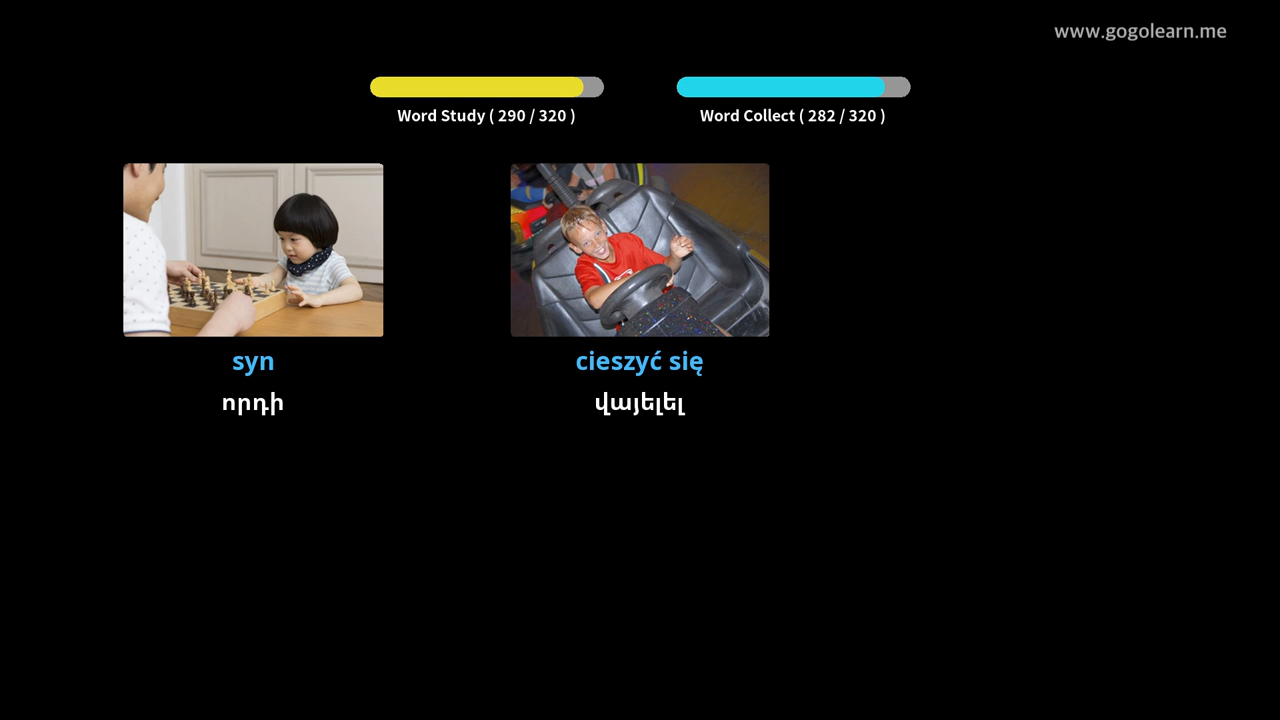 www.gogolearn.me
Word Study ( 290 / 320 )
Word Collect ( 282 / 320 )
syn
որդի
cieszyć się
վայելել